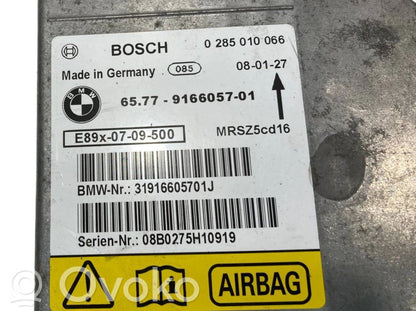 BOSCH 0 285 010 066
Made in Germany 085 08-01-27
BMW 65.77 - 9166057-01
E89x-07-09-500 MRSZ5cd16
BMW-Nr.: 31916605701J
Serien-Nr.: 08B0275H10919
! i AIRBAG
© ovoko